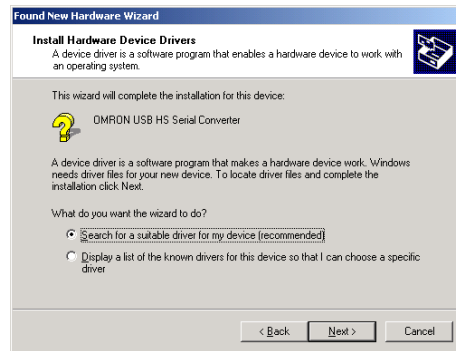 Found New Hardware Wizard
Install Hardware Device Drivers
A device driver is a software program that enables a hardware device to work with
an operating system.
This wizard will complete the installation for this device:
OMRON USB HS Serial Converter
A device driver is a software program that makes a hardware device work. Windows
needs driver files for your new device. To locate driver files and complete the
installation click Next.
What do you want the wizard to do?
Search for a suitable driver for my device (recommended)
Display a list of the known drivers for this device so that I can choose a specific
driver
< Back Next > Cancel